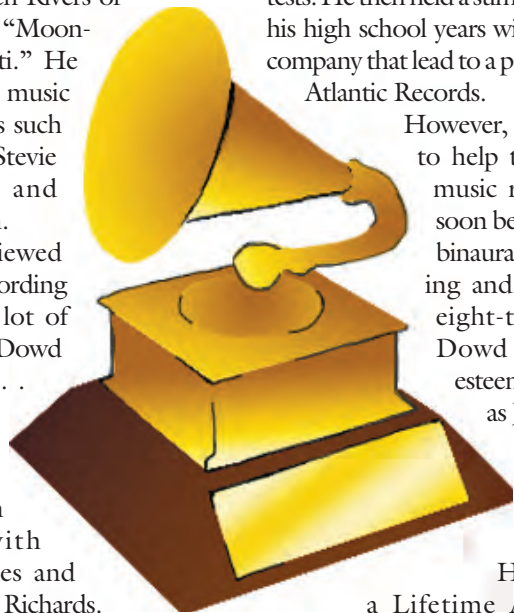 Rivers of
“Moon-
ti.” He
music
s such
Stevie
and
iewed
ording
lot of
Dowd
. .
with
es and
Richards.
tests. He then held a sum
his high school years wi
company that lead to a p
Atlantic Records.
However,
to help t
music r
soon be
binaura
ing and
eight-t
Dowd
esteem
as
H
a Lifetime A